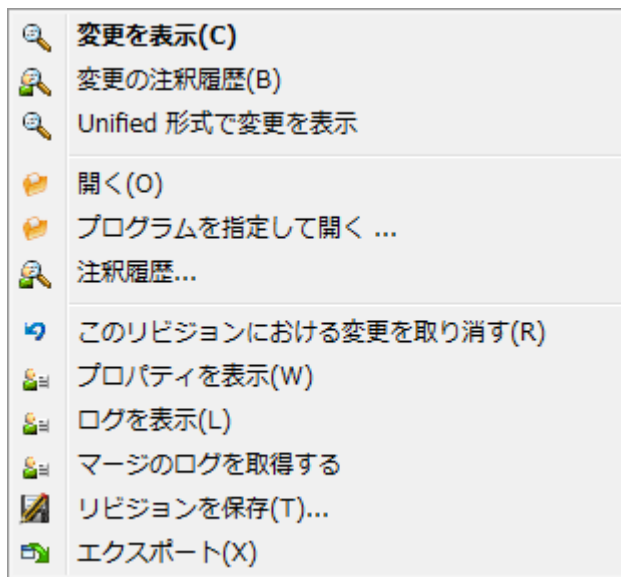 変更を表示(C)
変更の注釈履歴(B)
Unified 形式で変更を表示
開く(O)
プログラムを指定して開く ...
注釈履歴...
このリビジョンにおける変更を取り消す(R)
プロパティを表示(W)
ログを表示(L)
マージのログを取得する
リビジョンを保存(T)...
エクスポート(X)